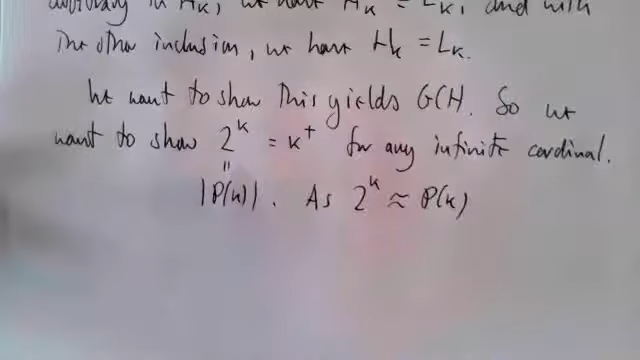 arbitrary in H_κ, we have H_κ = L_κ, and with
the other inclusion, we have H_κ = L_κ.
We want to show this yields GCH. So we
want to show 2^κ = κ^+ for any infinite cardinal.
"
|P(κ)|. As 2^κ ≈ P(κ)